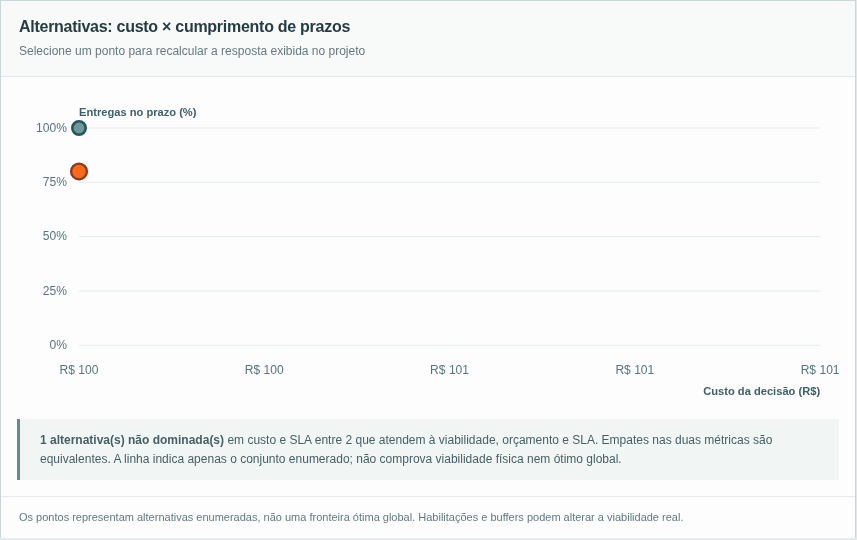 Alternativas: custo × cumprimento de prazos
Selecione um ponto para recalcular a resposta exibida no projeto
Entregas no prazo (%)
100%
75%
50%
25%
0%
R$ 100
R$ 100
R$ 101
R$ 101
R$ 101
Custo da decisão (R$)
1 alternativa(s) não dominada(s) em custo e SLA entre 2 que atendem à viabilidade, orçamento e SLA. Empates nas duas métricas são
equivalentes. A linha indica apenas o conjunto enumerado; não comprova viabilidade física nem ótimo global.
Os pontos representam alternativas enumeradas, não uma fronteira ótima global. Habilitações e buffers podem alterar a viabilidade real.